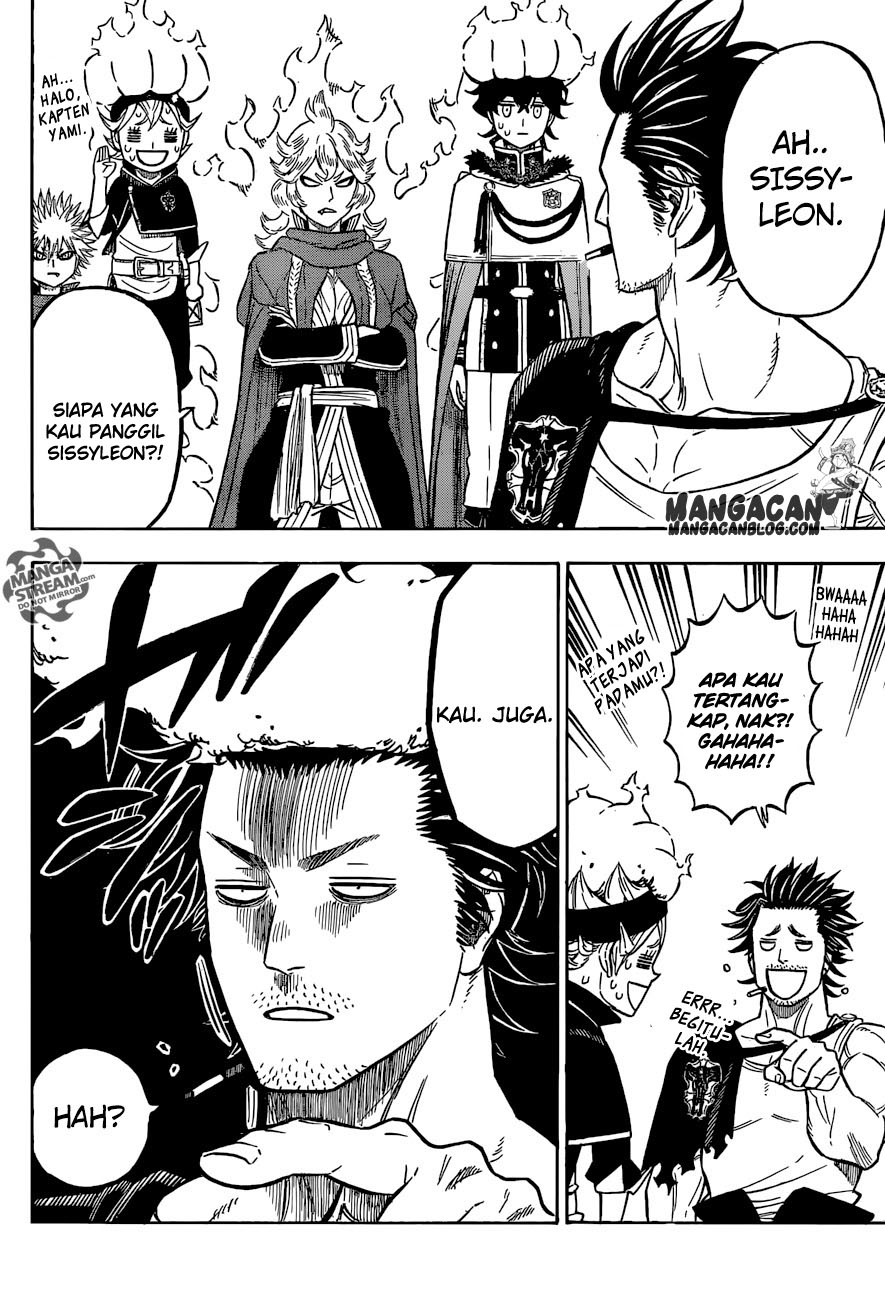 AH..
SISSY-
LEON.
AH...
HALO,
KAPTEN
YAMI.
SIAPA YANG
KAU PANGGIL
SISSYLEON?!
MANGACAN
MANGACANBLOG.COM
BWAAAA
HAHA
HAHAH
APA KAU
TERTANG-
KAP, NAK?!
GAHAHA-
HAHA!!
APA YANG
TERJADI
PADAMU?!
ERRR...
BEGITU-
LAH.
MANGA
STREAM.com
DO NOT MIRROR!
KAU. JUGA.
HAH?